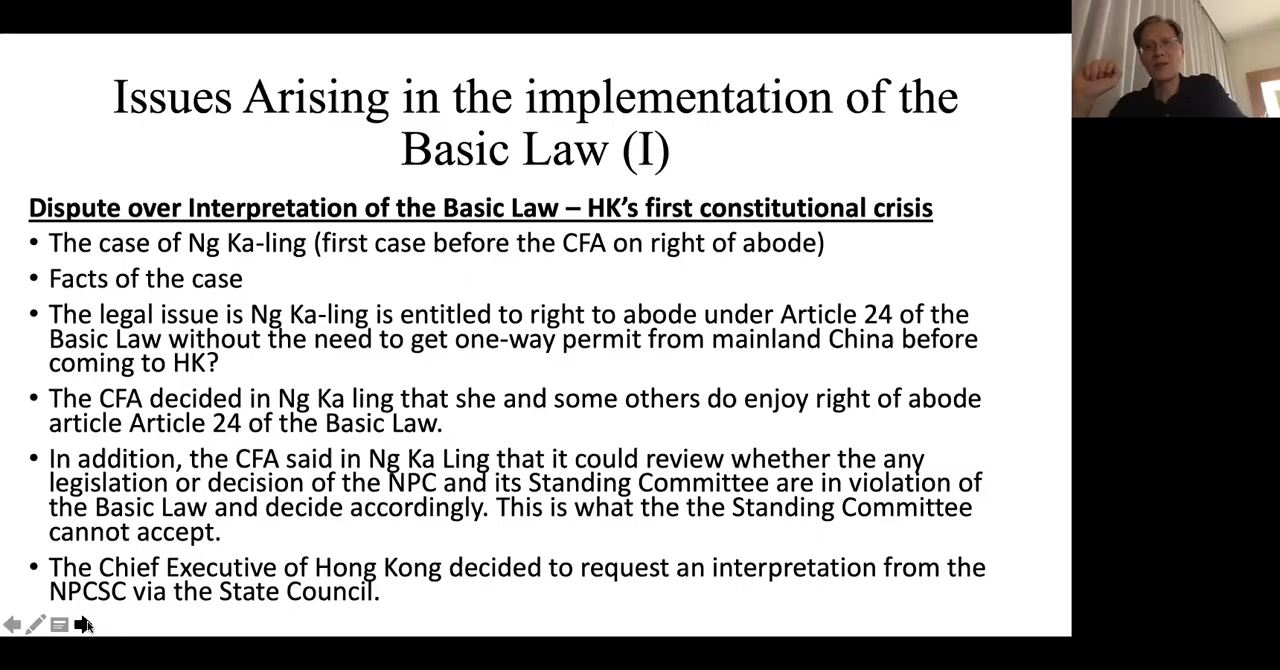 Issues Arising in the implementation of the
Basic Law (I)
Dispute over Interpretation of the Basic Law – HK’s first constitutional crisis
• The case of Ng Ka-ling (first case before the CFA on right of abode)
• Facts of the case
• The legal issue is Ng Ka-ling is entitled to right to abode under Article 24 of the
Basic Law without the need to get one-way permit from mainland China before
coming to HK?
• The CFA decided in Ng Ka ling that she and some others do enjoy right of abode
article Article 24 of the Basic Law.
• In addition, the CFA said in Ng Ka Ling that it could review whether the any
legislation or decision of the NPC and its Standing Committee are in violation of
the Basic Law and decide accordingly. This is what the the Standing Committee
cannot accept.
• The Chief Executive of Hong Kong decided to request an interpretation from the
NPCSC via the State Council.